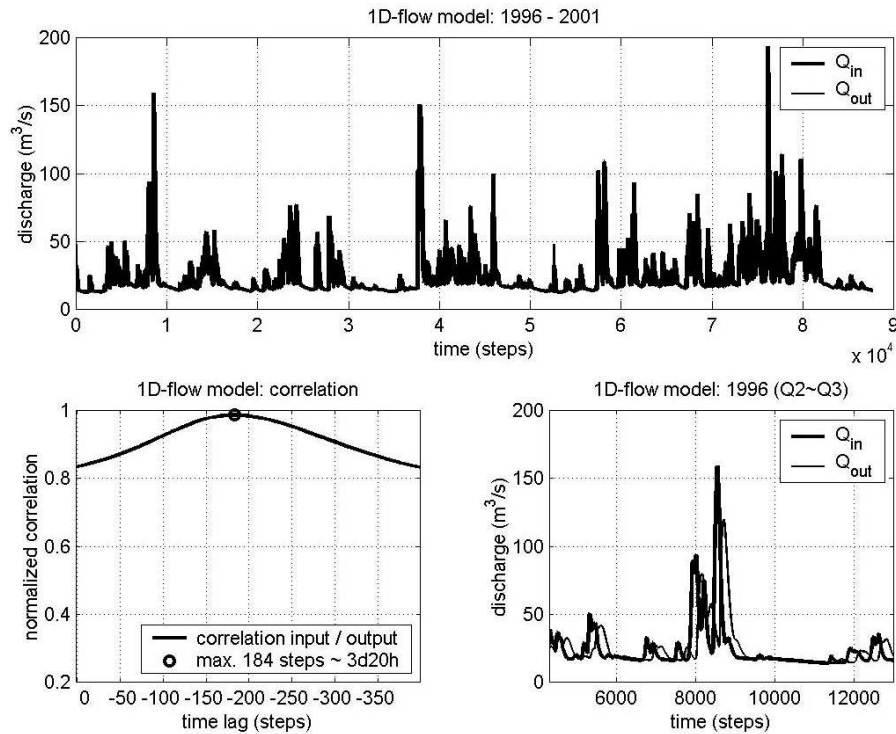 1D-flow model: 1996 - 2001
discharge (m³/s)
200
150
100
50
0
Q_in
Q_out
0 1 2 3 4 5 6 7 8 9
x 10⁴
time (steps)
1D-flow model: correlation
normalized correlation
1
0.8
0.6
0.4
0.2
correlation input / output
max. 184 steps ~ 3d20h
0 -50 -100 -150 -200 -250 -300 -350
time lag (steps)
1D-flow model: 1996 (Q2~Q3)
discharge (m³/s)
200
150
100
50
0
Q_in
Q_out
6000 8000 10000 12000
time (steps)